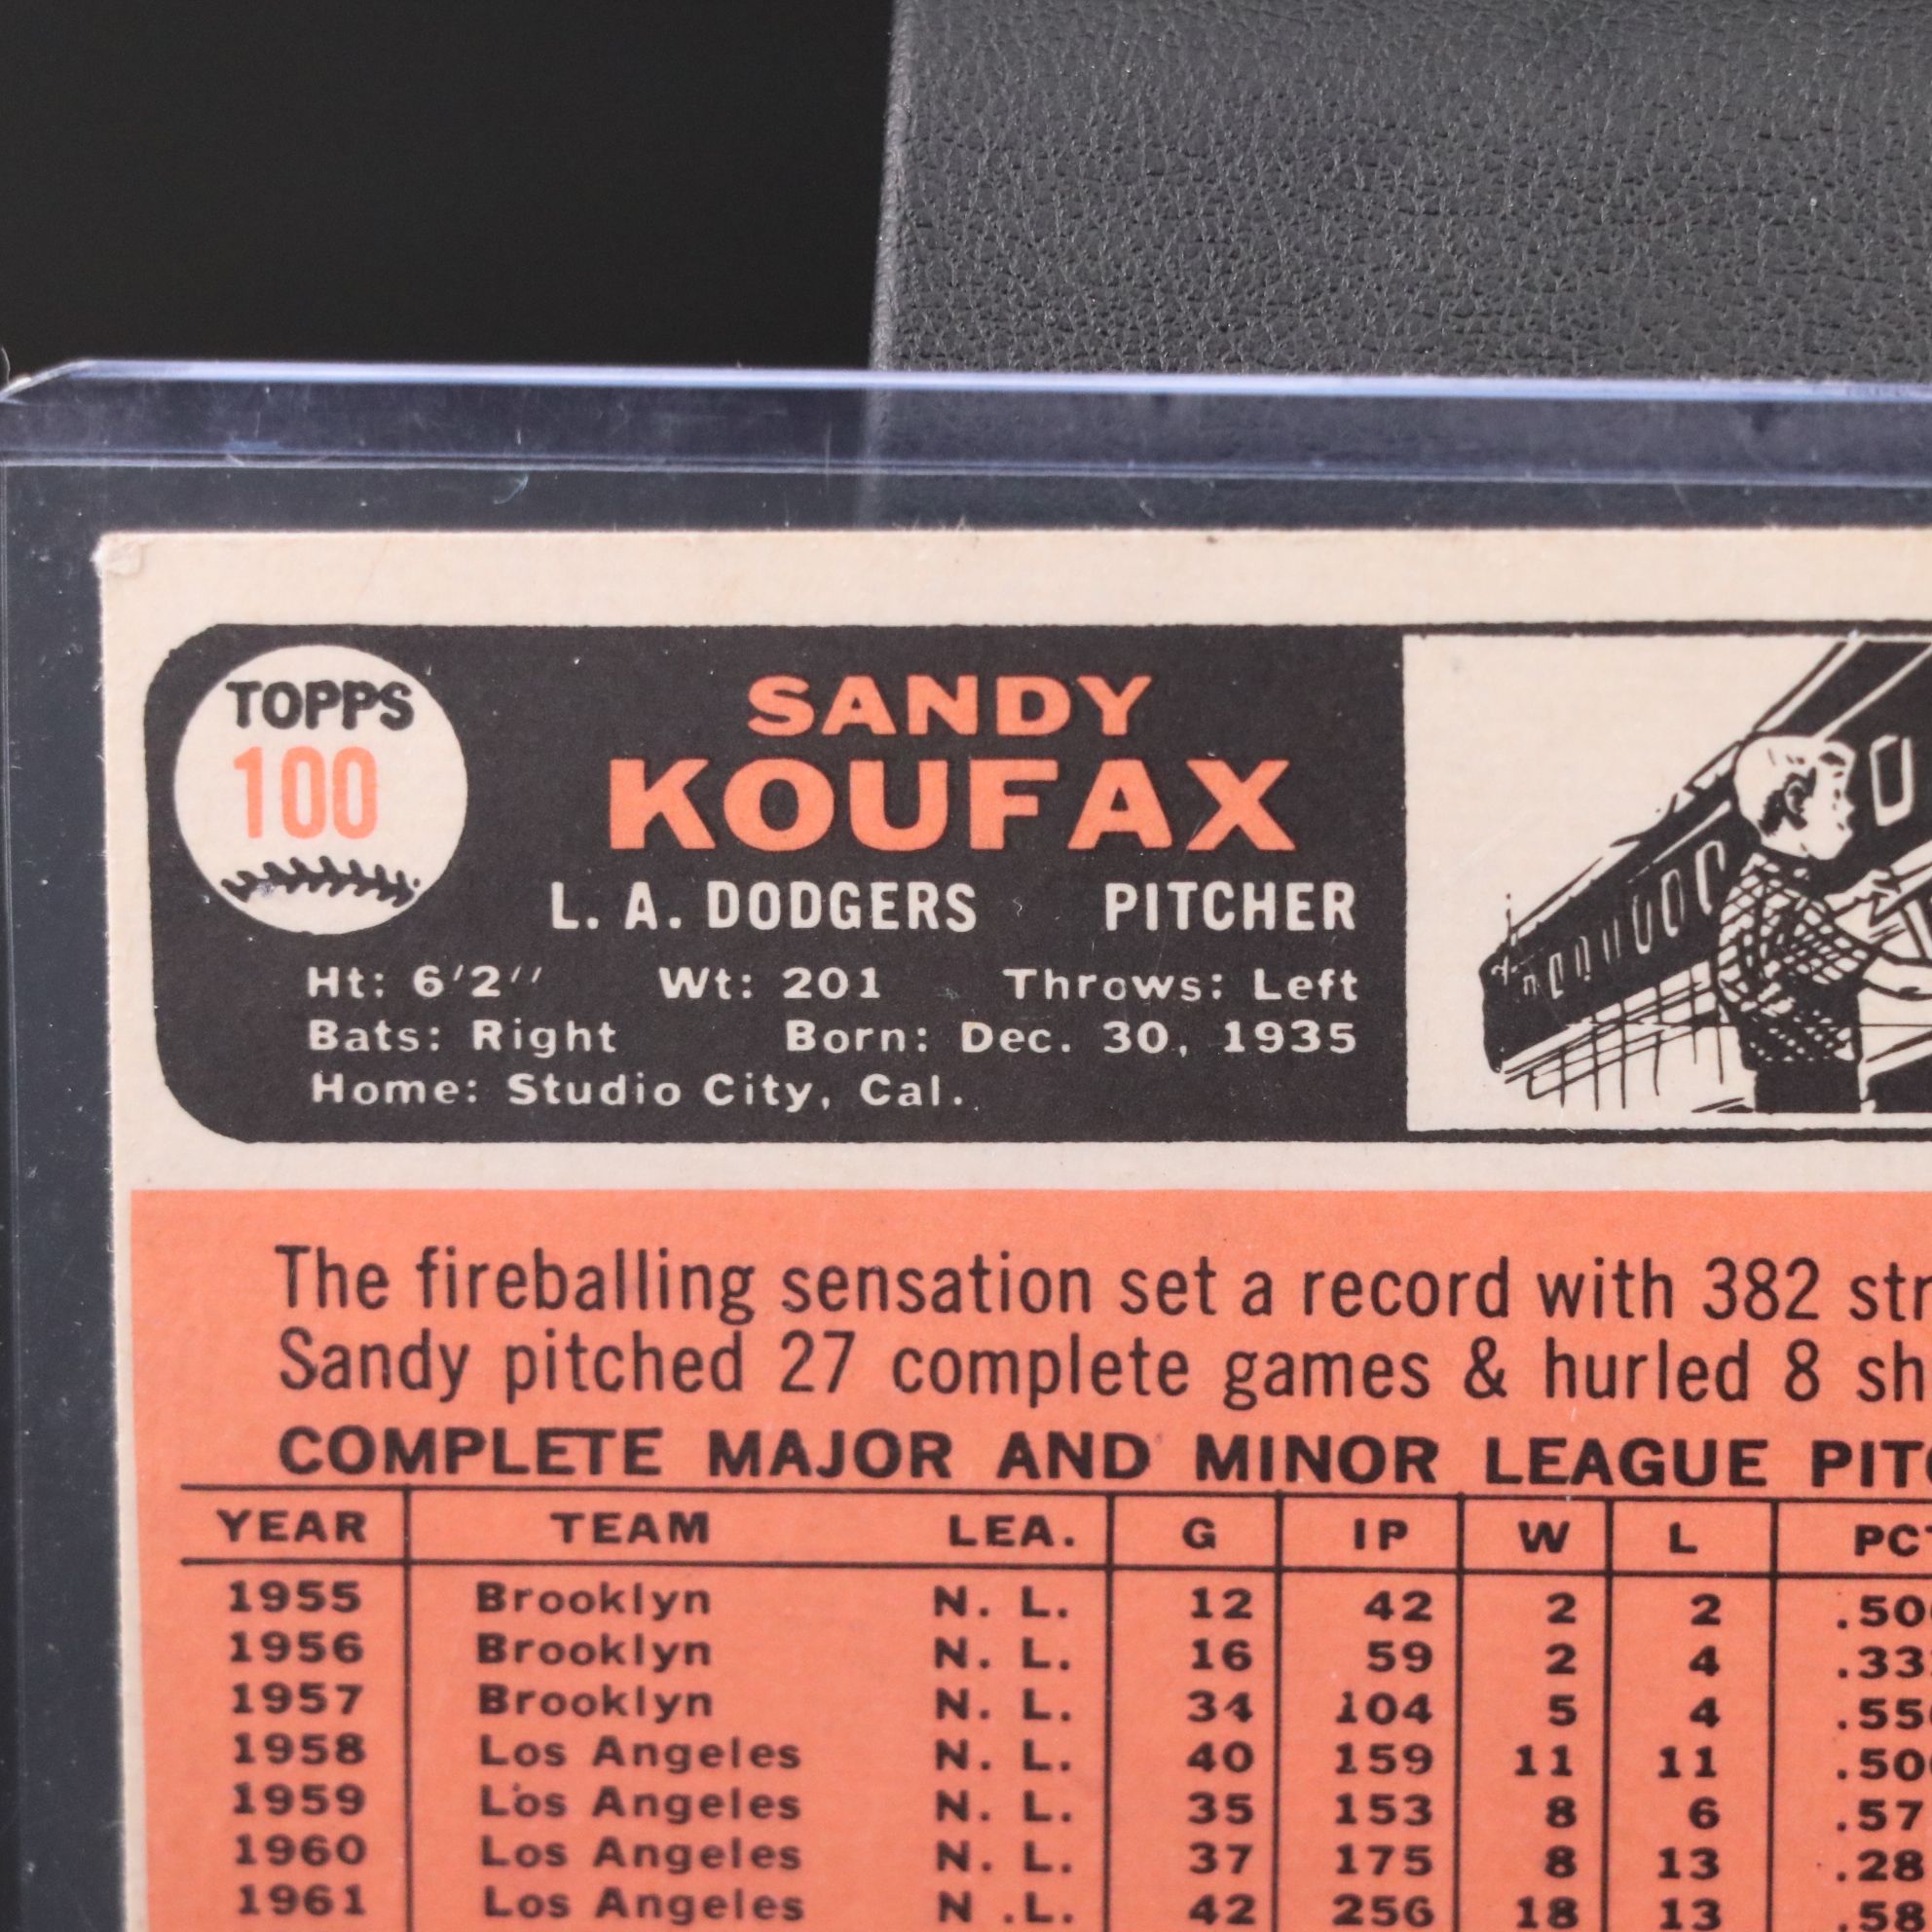 TOPPS
100
SANDY
KOUFAX
L. A. DODGERS PITCHER
Ht: 6'2'' Wt: 201 Throws: Left
Bats: Right Born: Dec. 30, 1935
Home: Studio City, Cal.
The fireballing sensation set a record with 382
Sandy pitched 27 complete games & hurled 8
COMPLETE MAJOR AND MINOR LEAGUE
YEAR TEAM LEA. G IP W L
1955 Brooklyn N. L. 12 42 2 2
1956 Brooklyn N. L. 16 59 2 4
1957 Brooklyn N. L. 34 104 5 4
1958 Los Angeles N. L. 40 159 11 11
1959 Los Angeles N. L. 35 153 8 6
1960 Los Angeles N. L. 37 175 8 13
1961 Los Angeles N .L. 42 256 18 13